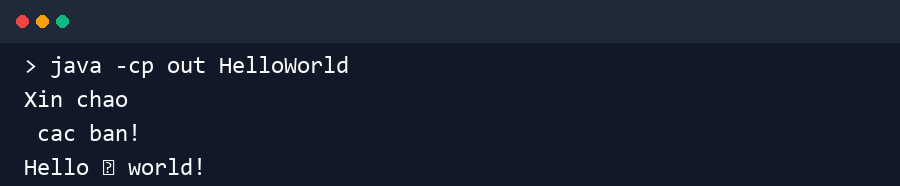 > java -cp out HelloWorld
Xin chao
 cac ban!
Hello  world!